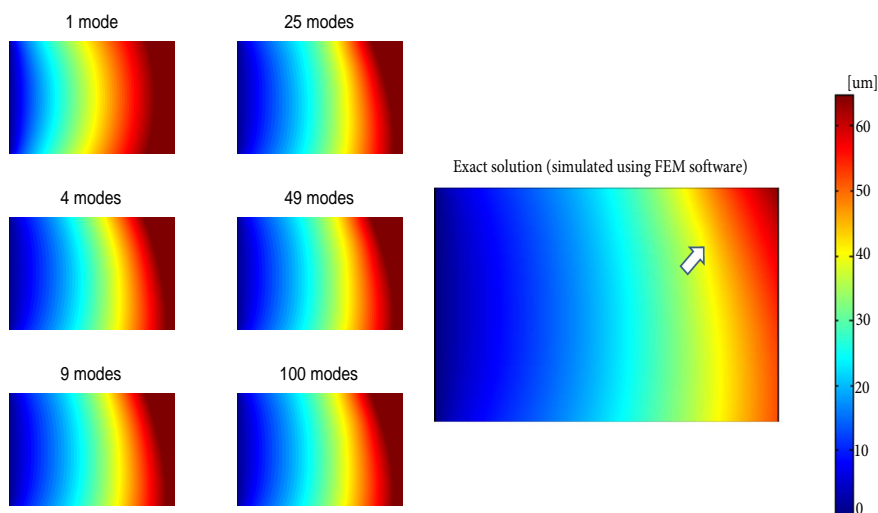 1 mode
25 modes
4 modes
49 modes
9 modes
100 modes
Exact solution (simulated using FEM software)
[um]
60
50
40
30
20
10
0